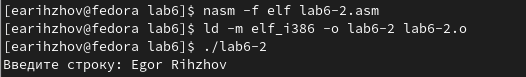 [earihzhov@fedora lab6]$ nasm -f elf lab6-2.asm
[earihzhov@fedora lab6]$ ld -m elf_i386 -o lab6-2 lab6-2.o
[earihzhov@fedora lab6]$ ./lab6-2
Введите строку: Egor Rihzhov